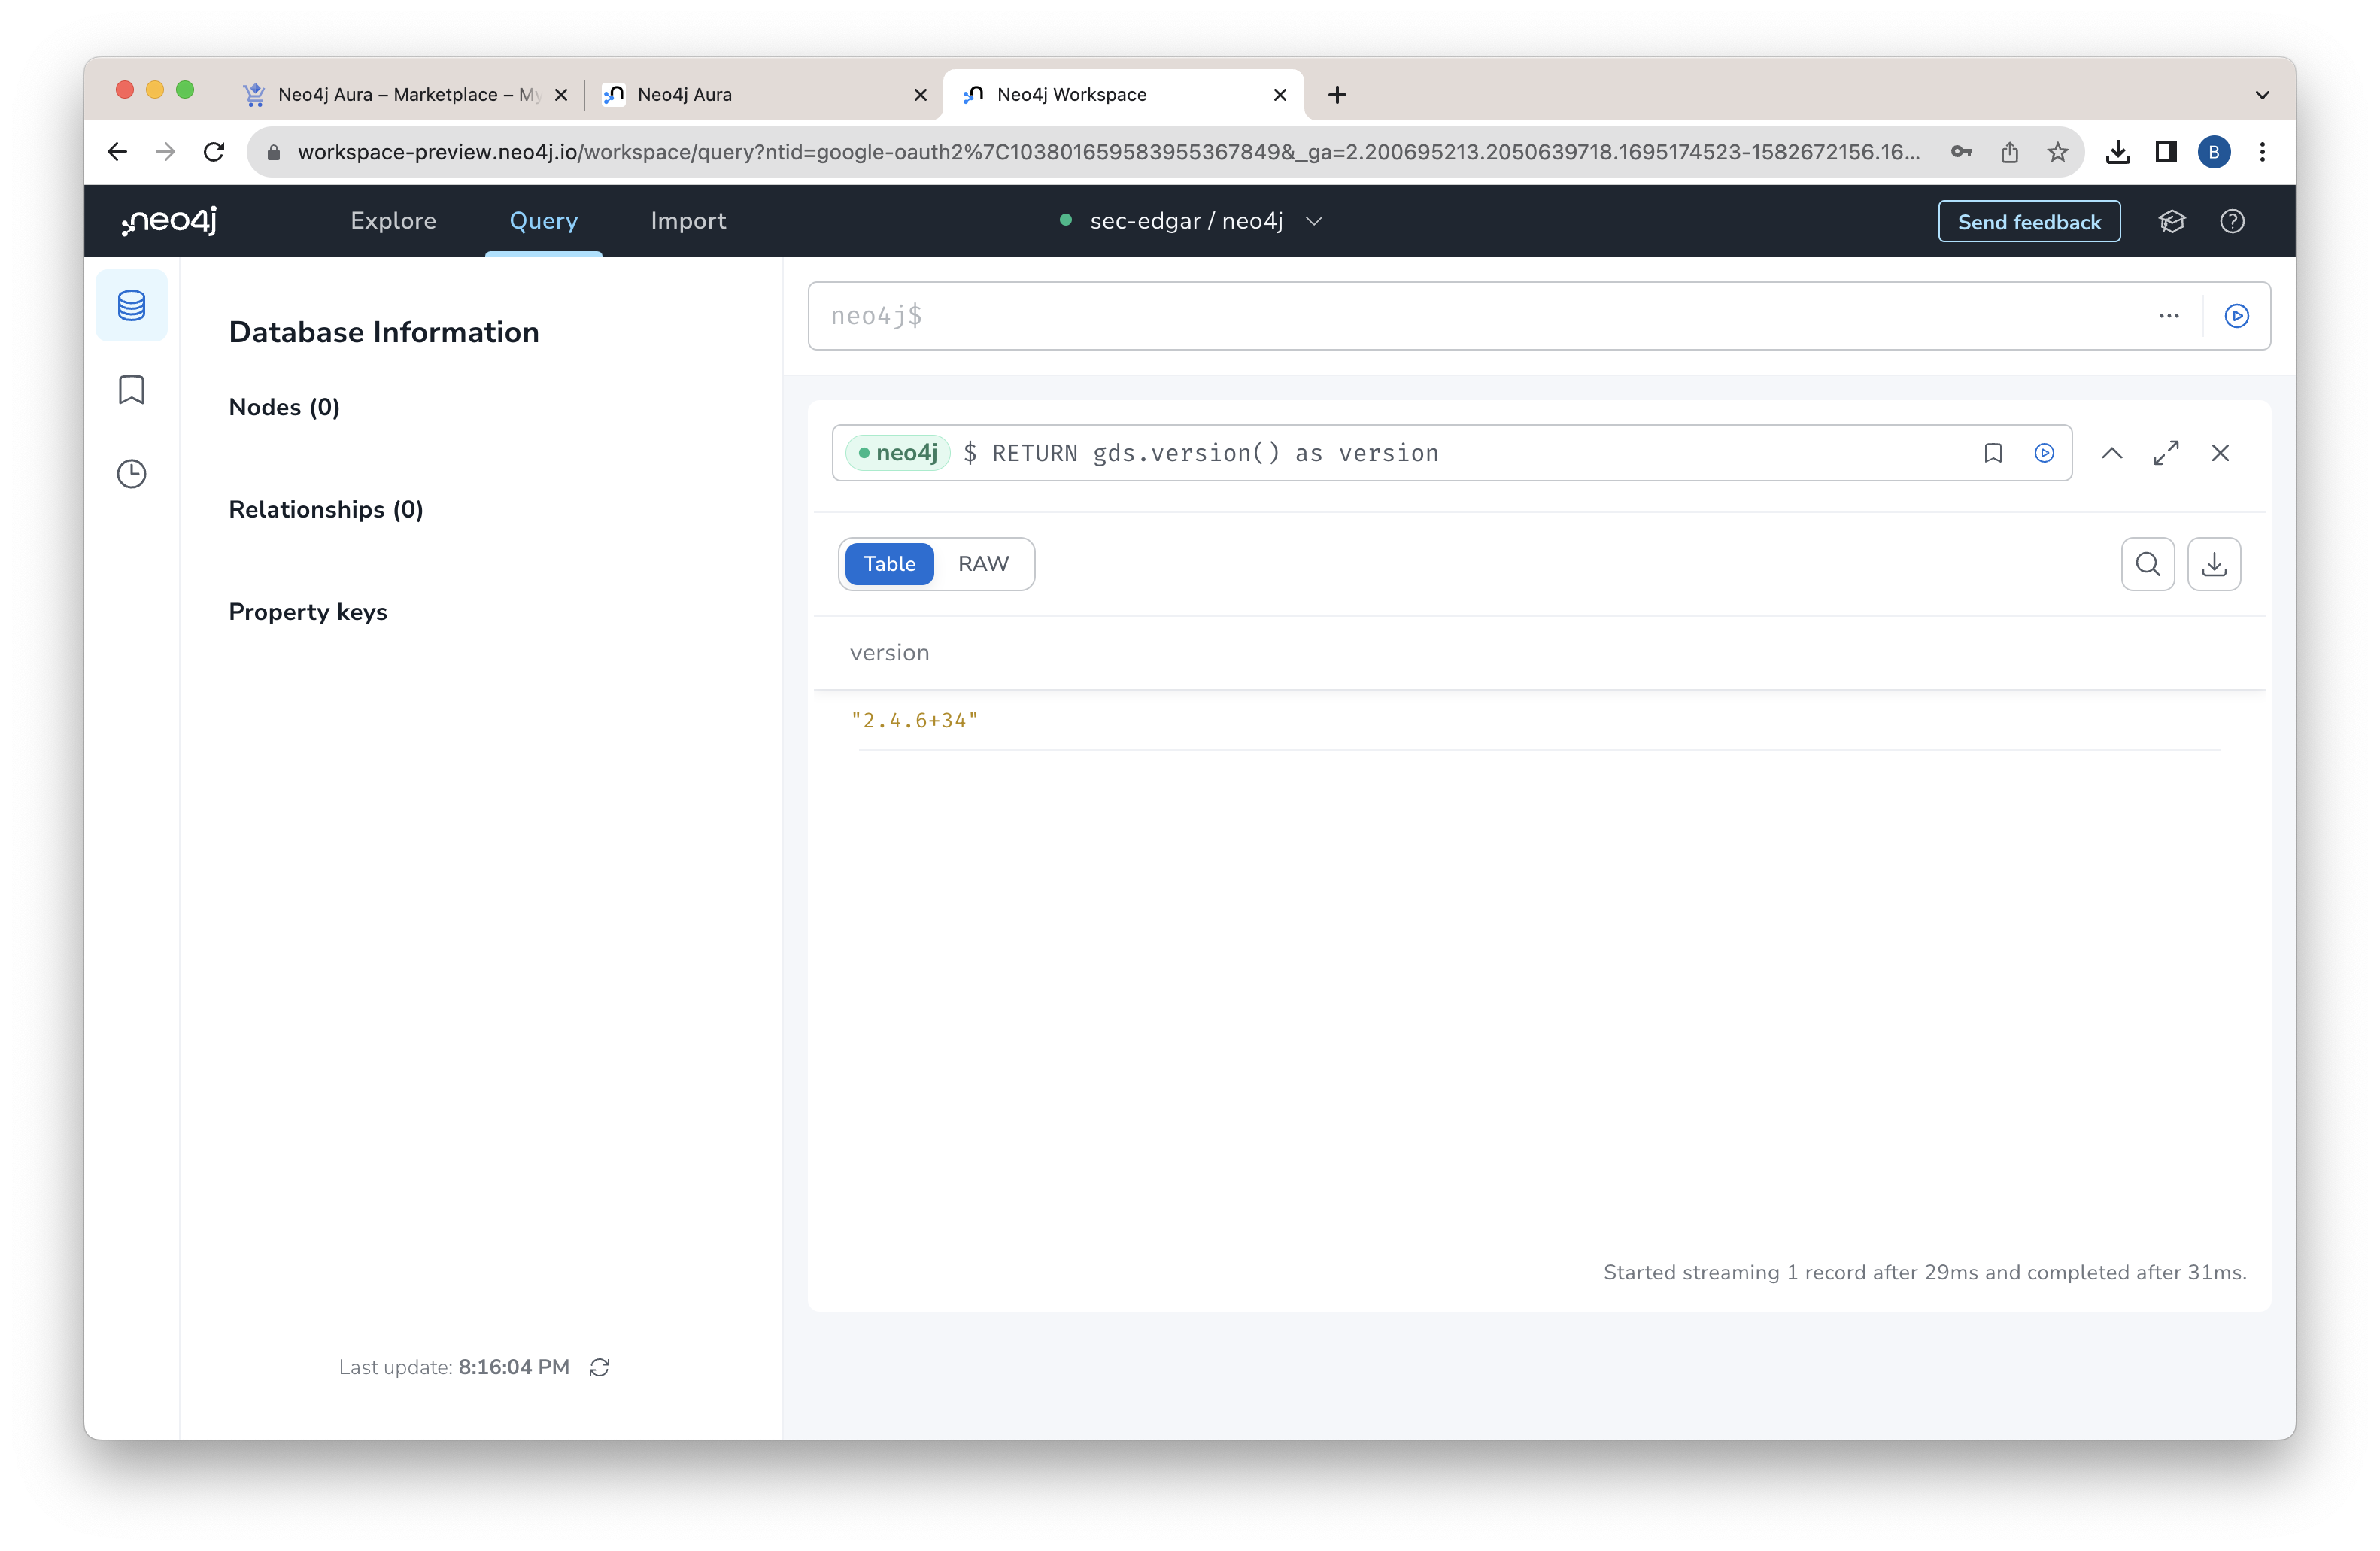 Neo4j Aura – Marketplace – My
Neo4j Aura
Neo4j Workspace
workspace-preview.neo4j.io/workspace/query?ntid=google-oauth2%7C103801659583955367849&_ga=2.200695213.2050639718.1695174523-1582672156.16...
B
neo4j
Explore
Query
Import
sec-edgar / neo4j
Send feedback
Database Information
Nodes (0)
Relationships (0)
Property keys
Last update: 8:16:04 PM
neo4j$
neo4j $ RETURN gds.version() as version
Table
RAW
version
"2.4.6+34"
Started streaming 1 record after 29ms and completed after 31ms.